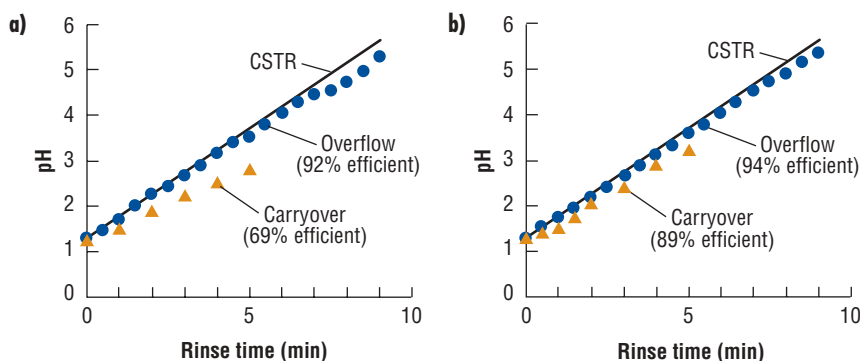 a)
6
5
4
3
2
1
0
pH
CSTR
Overflow
(92% efficient)
Carryover
(69% efficient)
0
5
10
Rinse time (min)
b)
6
5
4
3
2
1
0
pH
CSTR
Overflow
(94% efficient)
Carryover
(89% efficient)
0
5
10
Rinse time (min)